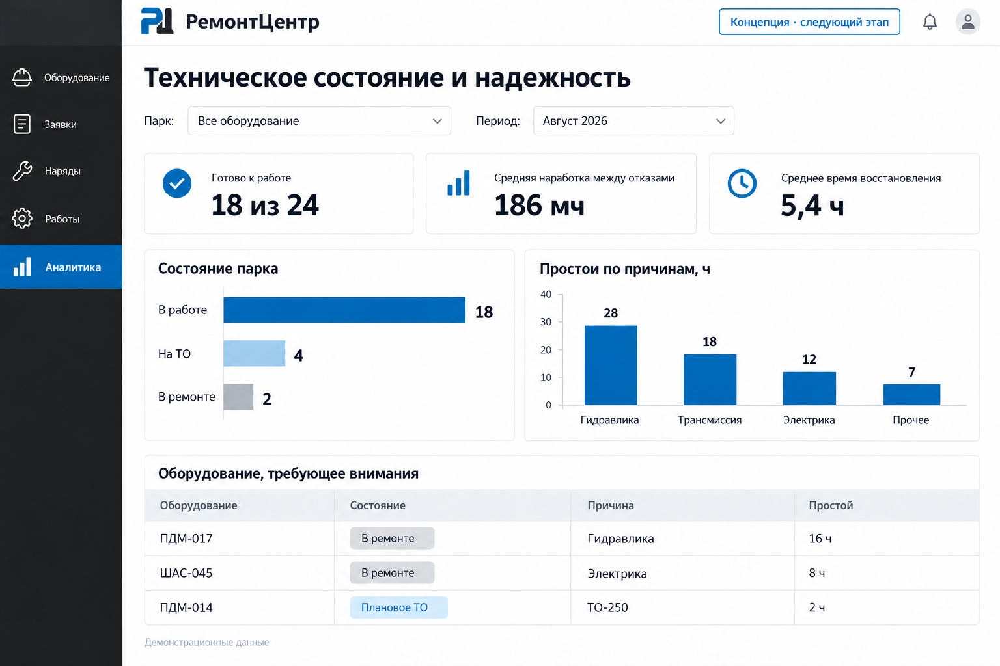 РемонтЦентр
Концепция · следующий этап
Оборудование
Заявки
Наряды
Работы
Аналитика
Техническое состояние и надежность
Парк: Все оборудование Период: Август 2026
Готово к работе
18 из 24
Средняя наработка между отказами
186 мч
Среднее время восстановления
5,4 ч
Состояние парка
В работе 18
На ТО 4
В ремонте 2
Простои по причинам, ч
40
30
20
10
0
28
18
12
7
Гидравлика Трансмиссия Электрика Прочее
Оборудование, требующее внимания
Оборудование Состояние Причина Простой
ПДМ-017 В ремонте Гидравлика 16 ч
ШАС-045 В ремонте Электрика 8 ч
ПДМ-014 Плановое ТО ТО-250 2 ч
Демонстрационные данные